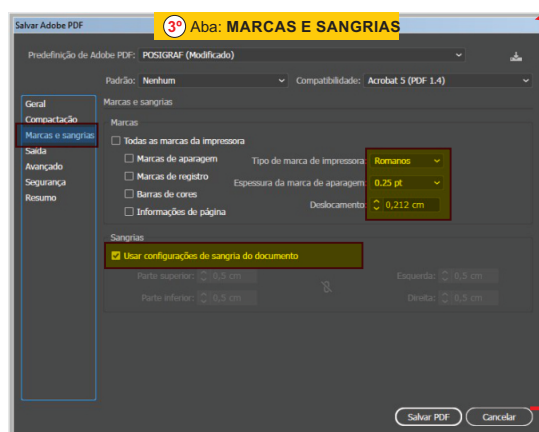 Salvar Adobe PDF
3º Aba: MARCAS E SANGRIAS
Predefinição de Adobe PDF: POSIGRAF (Modificado)
Padrão: Nenhum Compatibilidade: Acrobat 5 (PDF 1.4)
Geral
Compactação
Marcas e sangrias
Saída
Avançado
Segurança
Resumo
Marcas e sangrias
Marcas
Todas as marcas da impressora
Marcas de aparagem
Marcas de registro
Barras de cores
Informações de página
Tipo de marca de impressora: Romanos
Espessura da marca de aparagem: 0.25 pt
Deslocamento: 0,212 cm
Sangrias
Usar configurações de sangria do documento
Parte superior: 0,5 cm Esquerda: 0,5 cm
Parte inferior: 0,5 cm Direita: 0,5 cm
Salvar PDF Cancelar